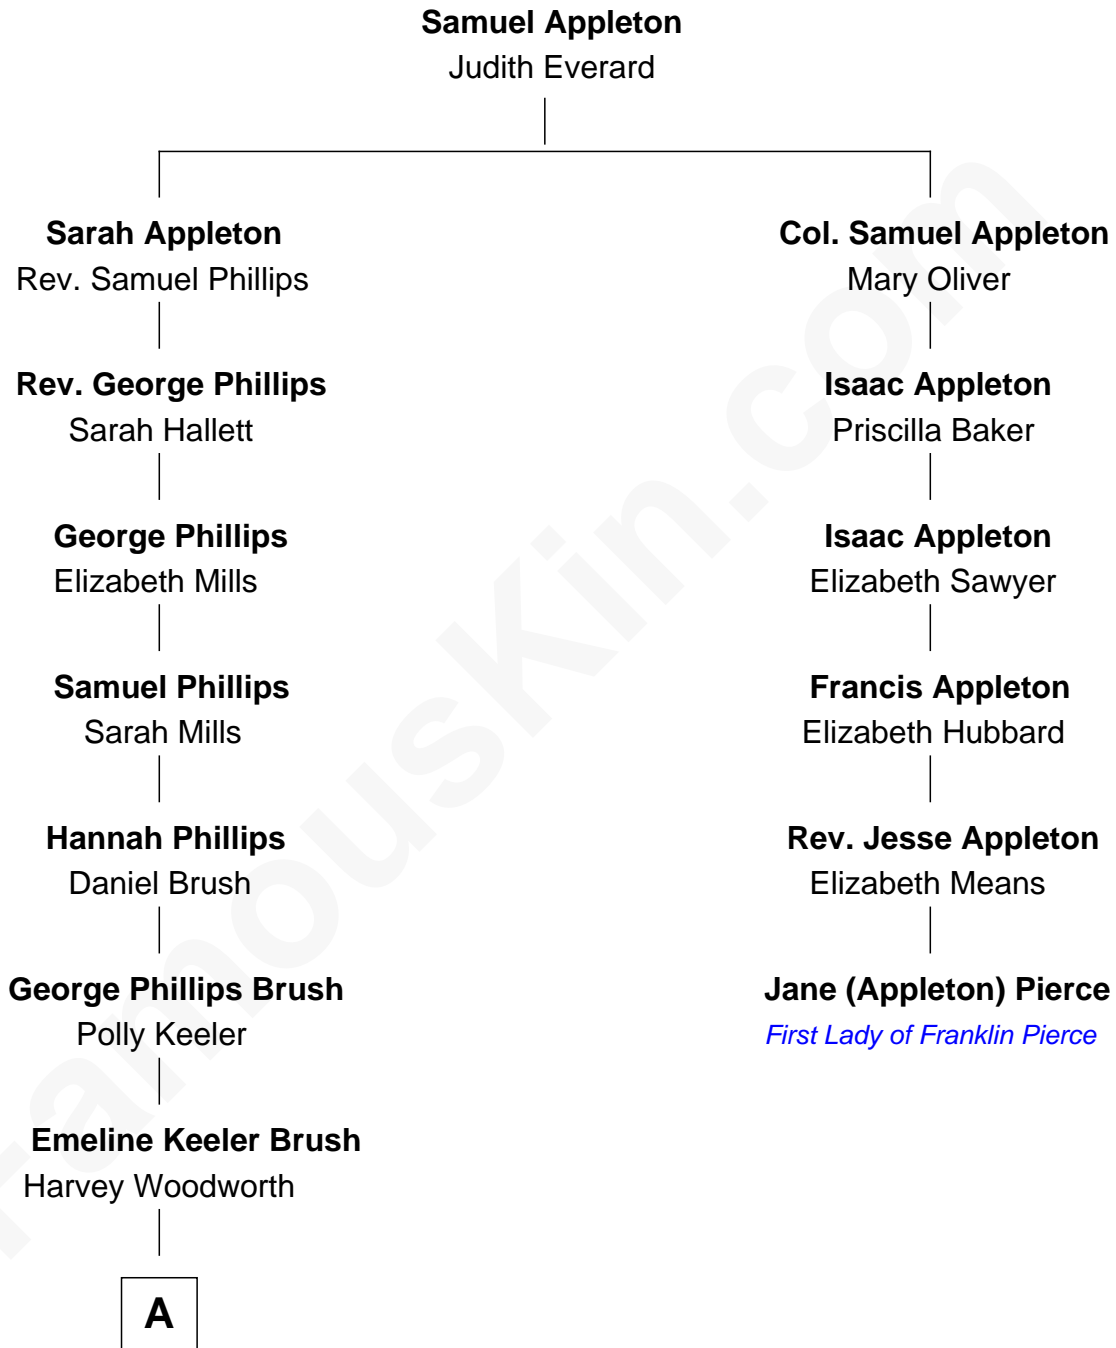 Samuel Appleton
Judith Everard
Sarah Appleton
Rev. Samuel Phillips
Col. Samuel Appleton
Mary Oliver
Rev. George Phillips
Sarah Hallett
Isaac Appleton
Priscilla Baker
George Phillips
Elizabeth Mills
Isaac Appleton
Elizabeth Sawyer
Samuel Phillips
Sarah Mills
Francis Appleton
Elizabeth Hubbard
Hannah Phillips
Daniel Brush
Rev. Jesse Appleton
Elizabeth Means
George Phillips Brush
Polly Keeler
Jane (Appleton) Pierce
First Lady of Franklin Pierce
Emeline Keeler Brush
Harvey Woodworth
A
FamousKin.com